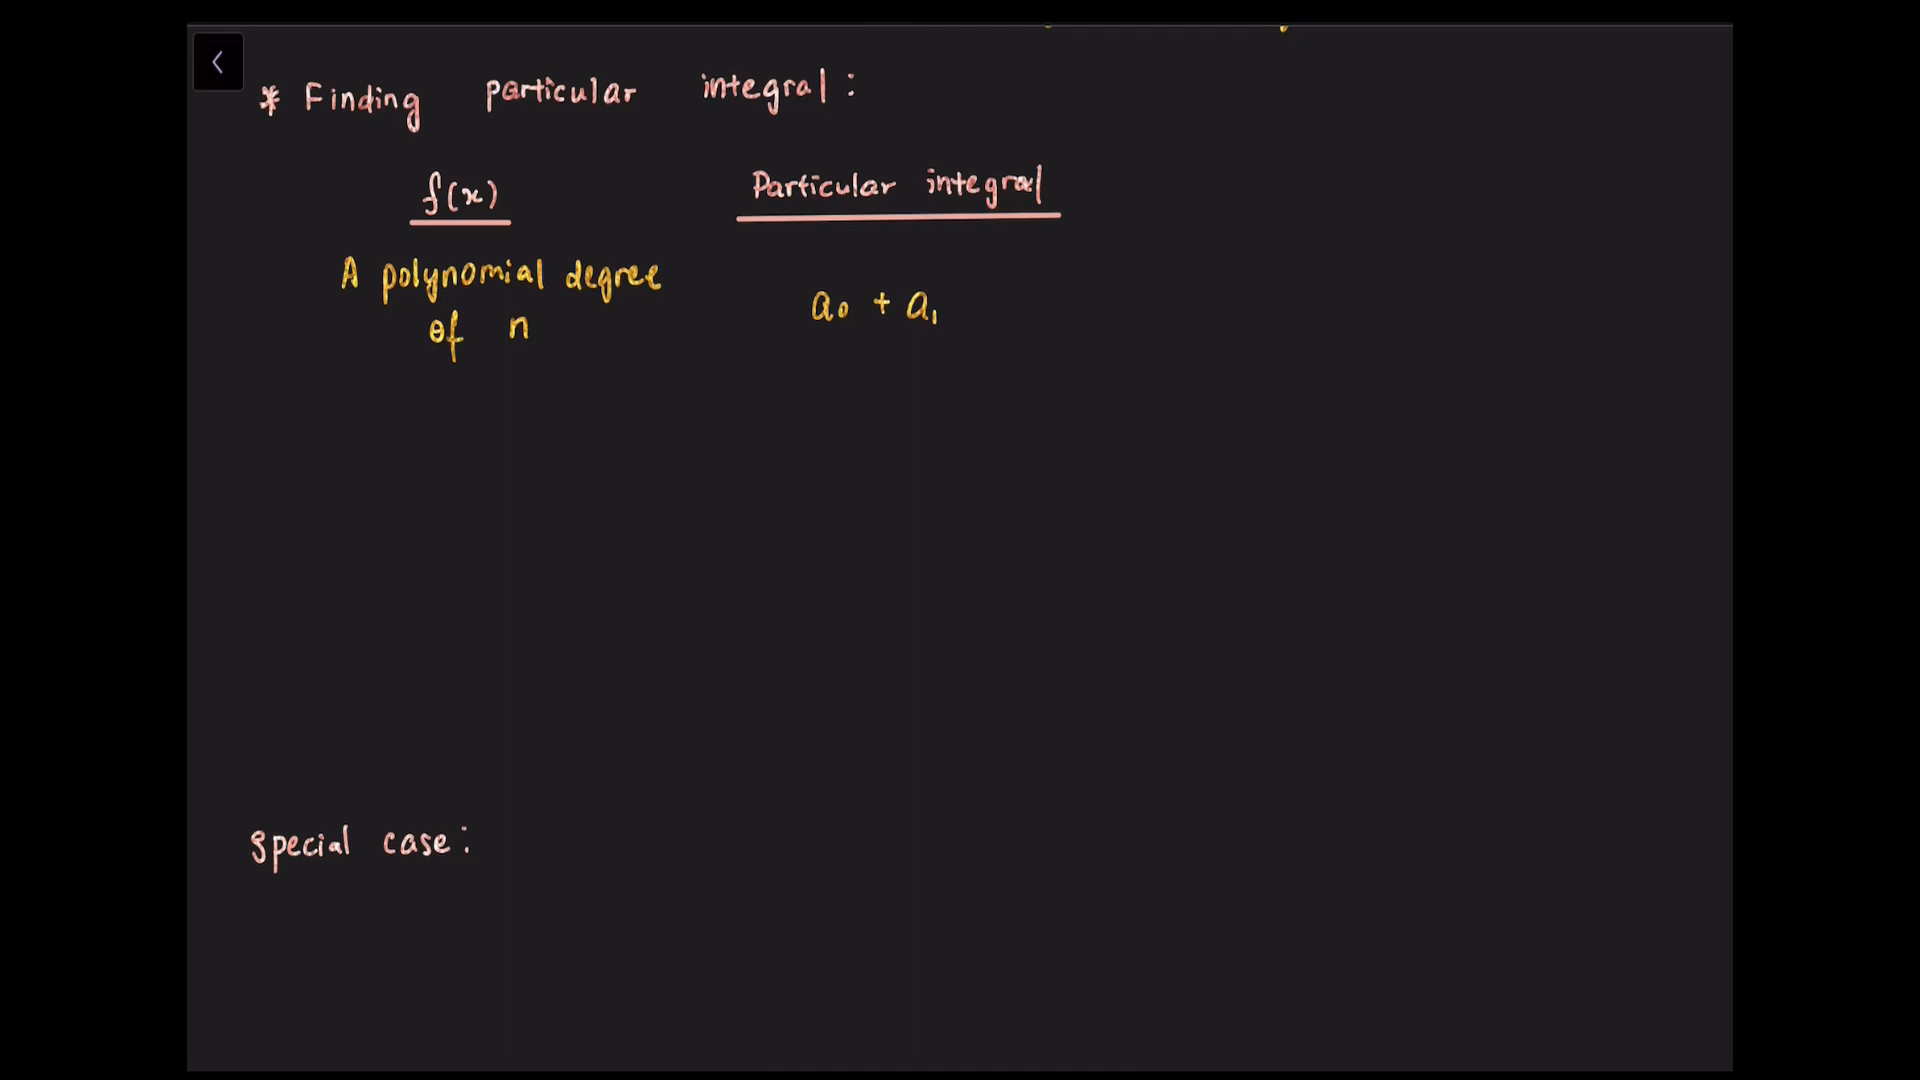 * Finding particular integral :
f(x) Particular integral
A polynomial degree
of n
a₀ + a₁
special case :